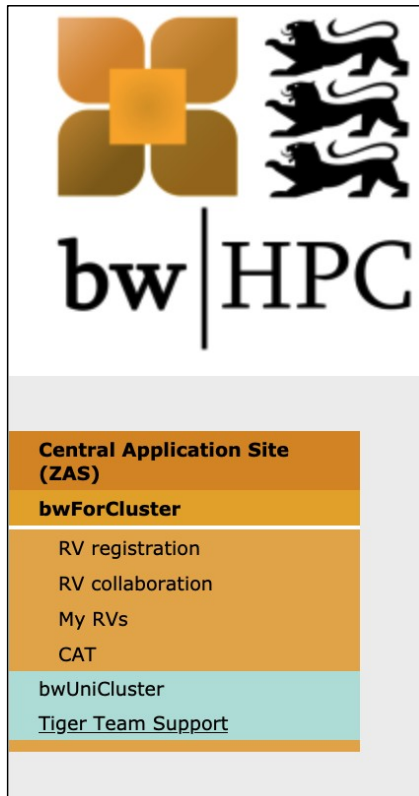 bw|HPC
Central Application Site
(ZAS)
bwForCluster
RV registration
RV collaboration
My RVs
CAT
bwUniCluster
Tiger Team Support